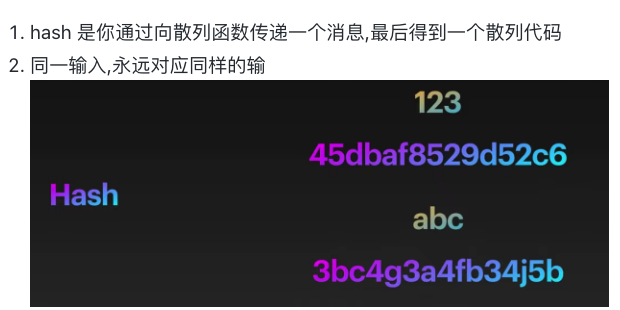 1. hash 是你通过向散列函数传递一个消息,最后得到一个散列代码
2. 同一输入,永远对应同样的输
123
45dbaf8529d52c6
Hash
abc
3bc4g3a4fb34j5b